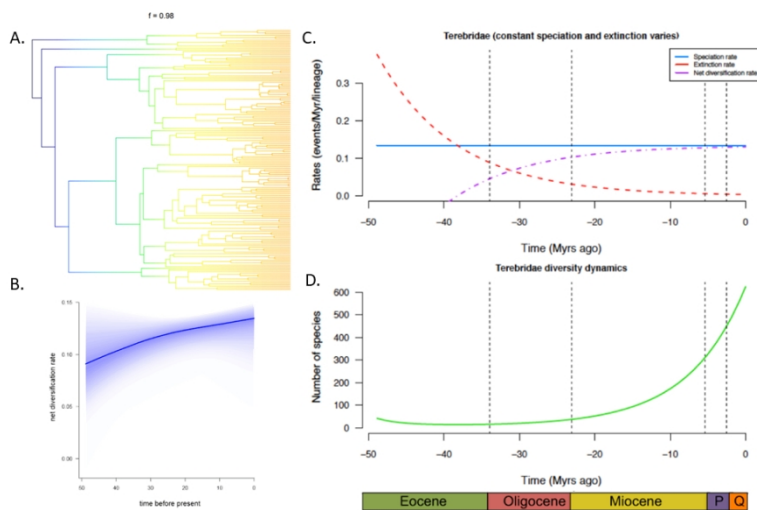 f = 0.98
A.
B.
0.15
0.10
0.05
0.00
net diversification rate
50 40 30 20 10 0
time before present
C.
Terebridae (constant speciation and extinction varies)
Speciation rate
Extinction rate
Net diversification rate
0.3
0.2
0.1
0.0
Rates (events/Myr/lineage)
−50 −40 −30 −20 −10 0
Time (Myrs ago)
D.
Terebridae diversity dynamics
600
500
400
300
200
100
0
Number of species
−50 −40 −30 −20 −10 0
Time (Myrs ago)
Eocene Oligocene Miocene P Q